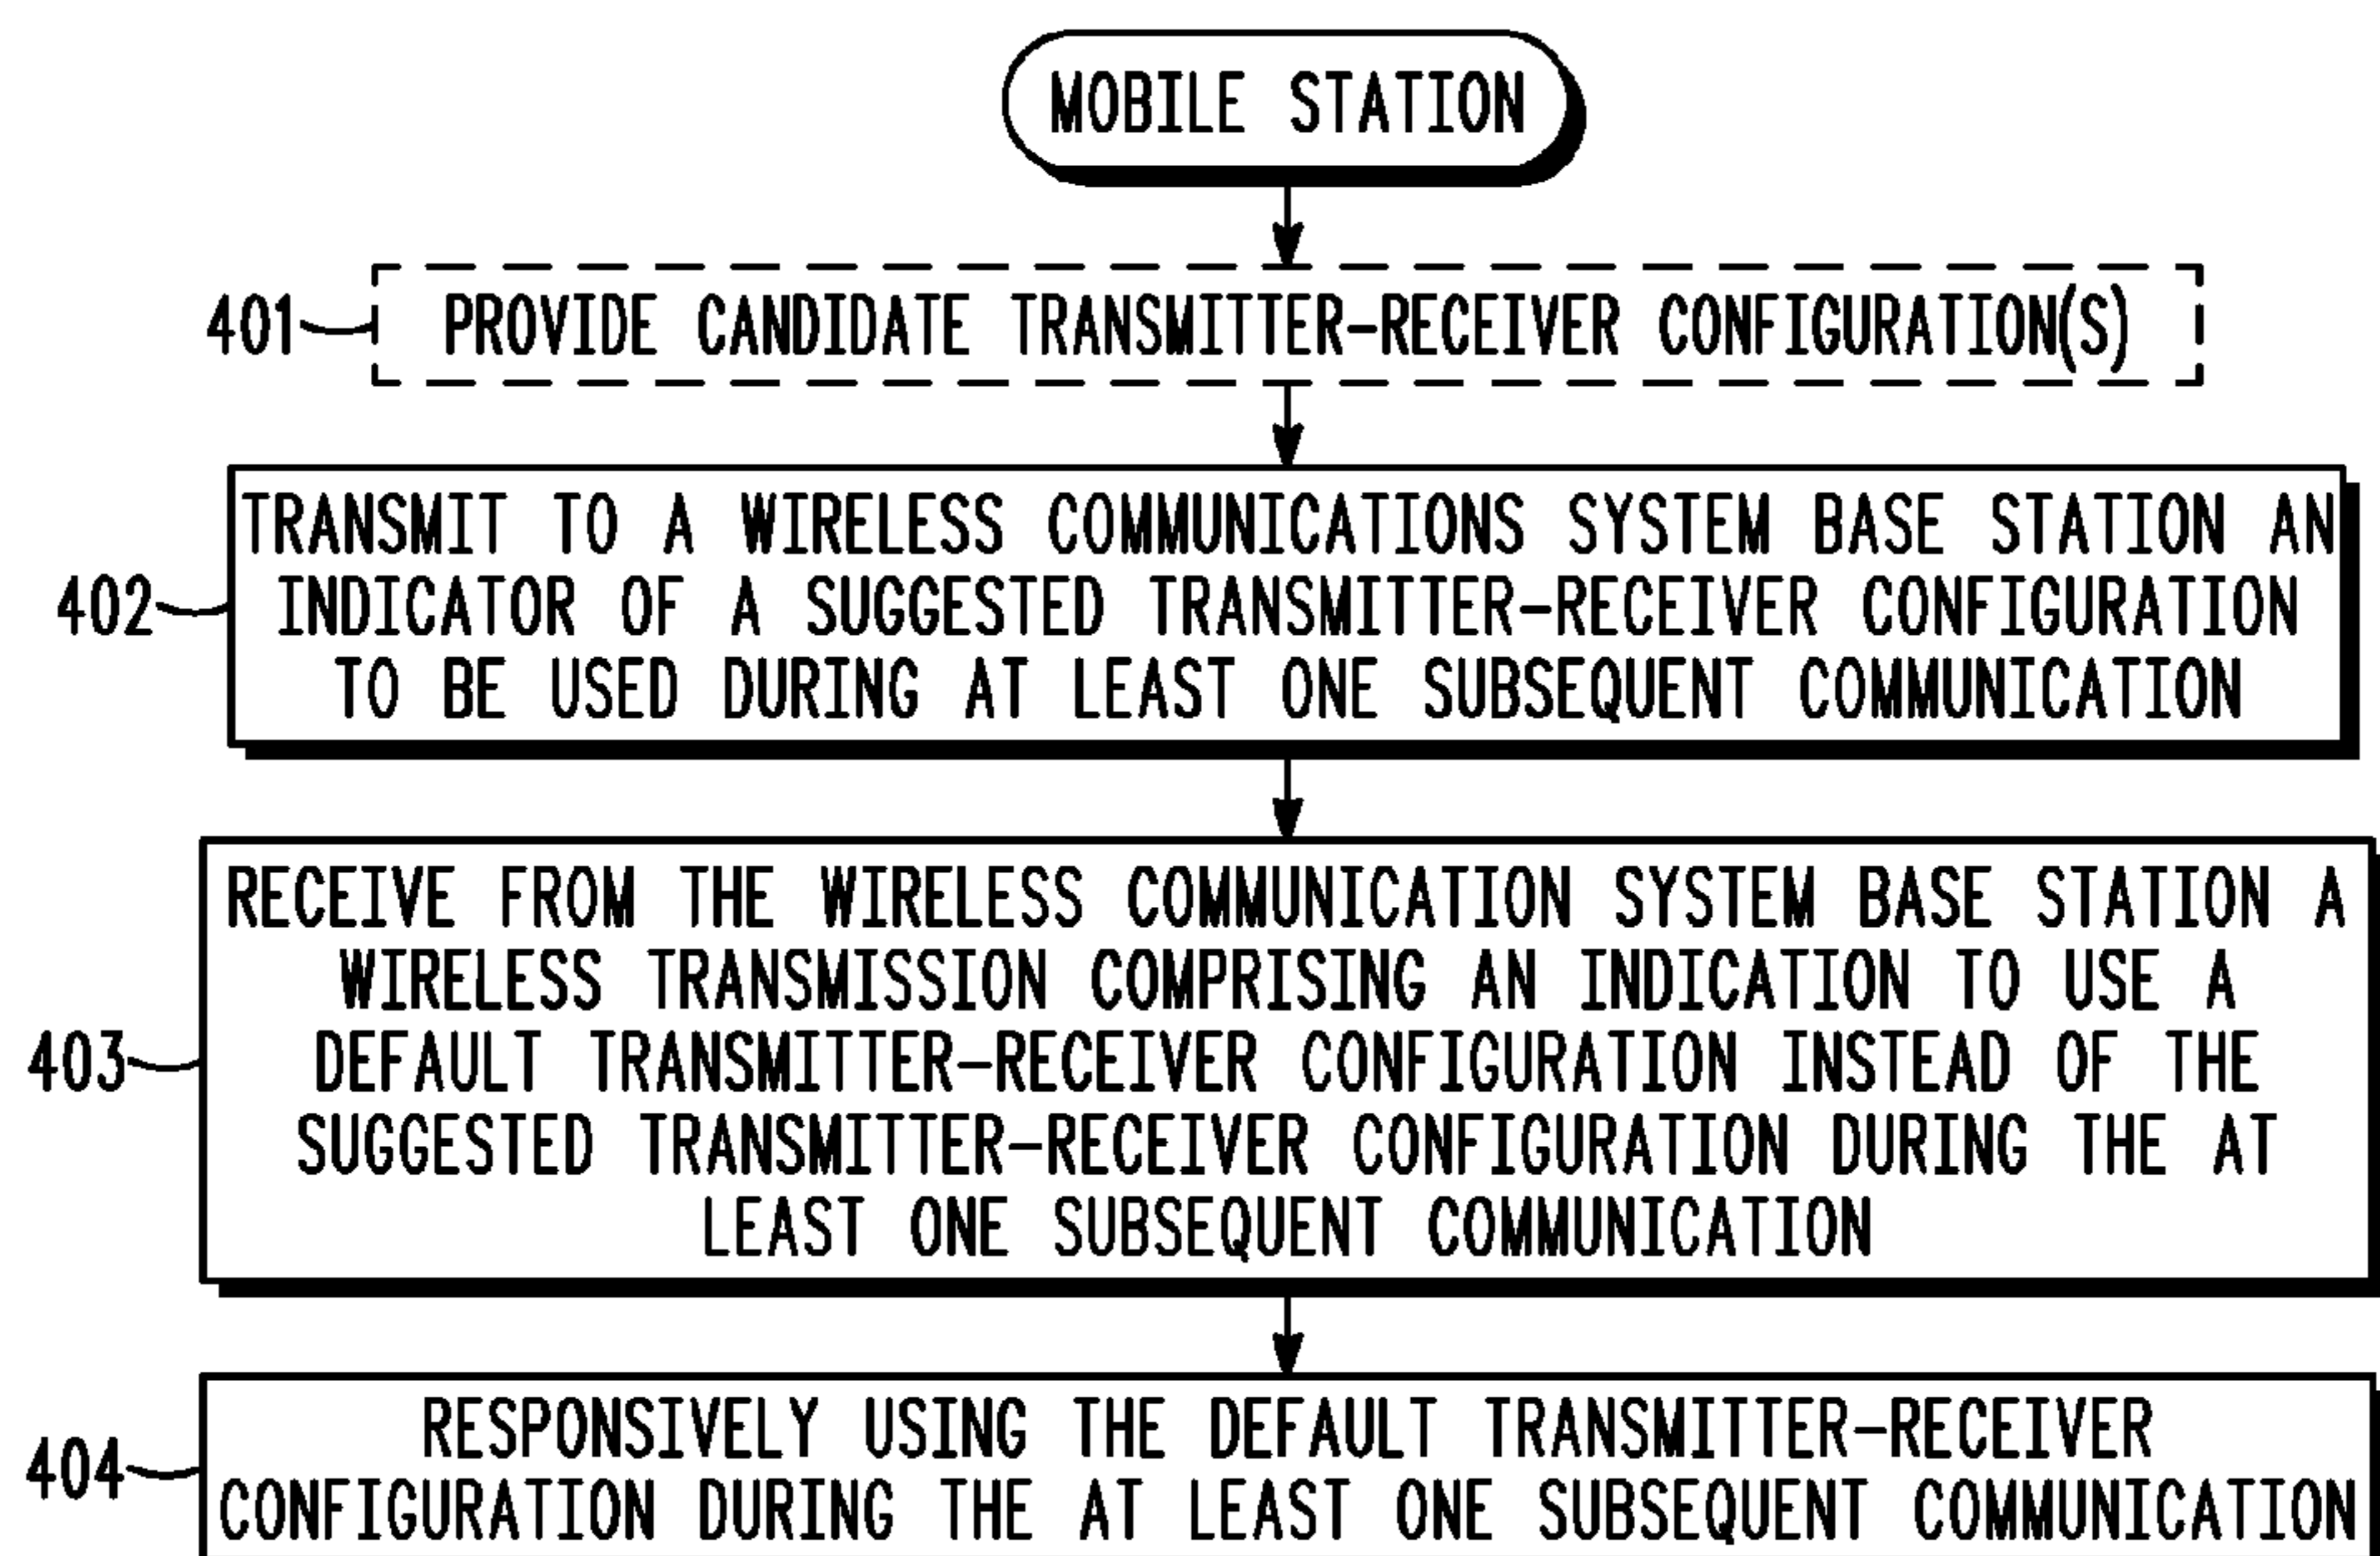 MOBILE STATION
401 PROVIDE CANDIDATE TRANSMITTER-RECEIVER CONFIGURATION(S)
TRANSMIT TO A WIRELESS COMMUNICATIONS SYSTEM BASE STATION AN
402 INDICATOR OF A SUGGESTED TRANSMITTER-RECEIVER CONFIGURATION
TO BE USED DURING AT LEAST ONE SUBSEQUENT COMMUNICATION
RECEIVE FROM THE WIRELESS COMMUNICATION SYSTEM BASE STATION A
WIRELESS TRANSMISSION COMPRISING AN INDICATION TO USE A
403 DEFAULT TRANSMITTER-RECEIVER CONFIGURATION INSTEAD OF THE
SUGGESTED TRANSMITTER-RECEIVER CONFIGURATION DURING THE AT
LEAST ONE SUBSEQUENT COMMUNICATION
404 RESPONSIVELY USING THE DEFAULT TRANSMITTER-RECEIVER
CONFIGURATION DURING THE AT LEAST ONE SUBSEQUENT COMMUNICATION